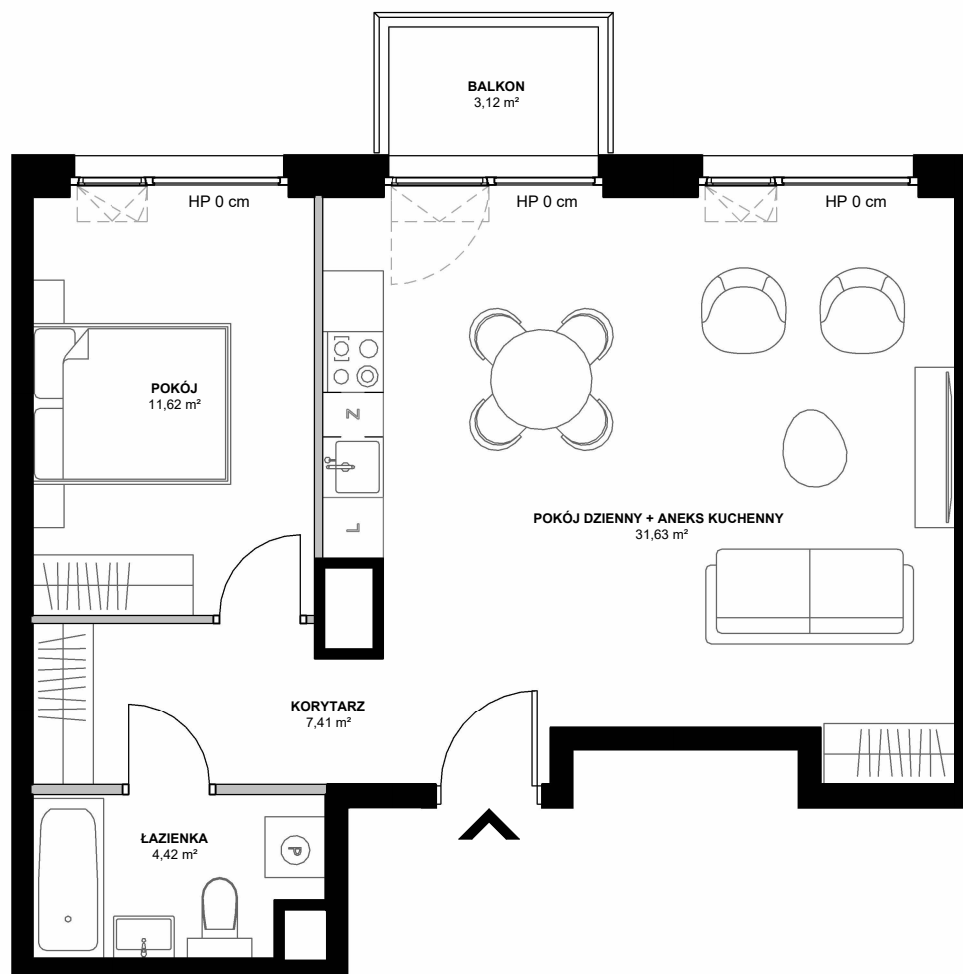 BALKON
3,12 m²
HP 0 cm
HP 0 cm
HP 0 cm
POKÓJ
11,62 m²
Z
L
POKÓJ DZIENNY + ANEKS KUCHENNY
31,63 m²
KORYTARZ
7,41 m²
ŁAZIENKA
4,42 m²
P